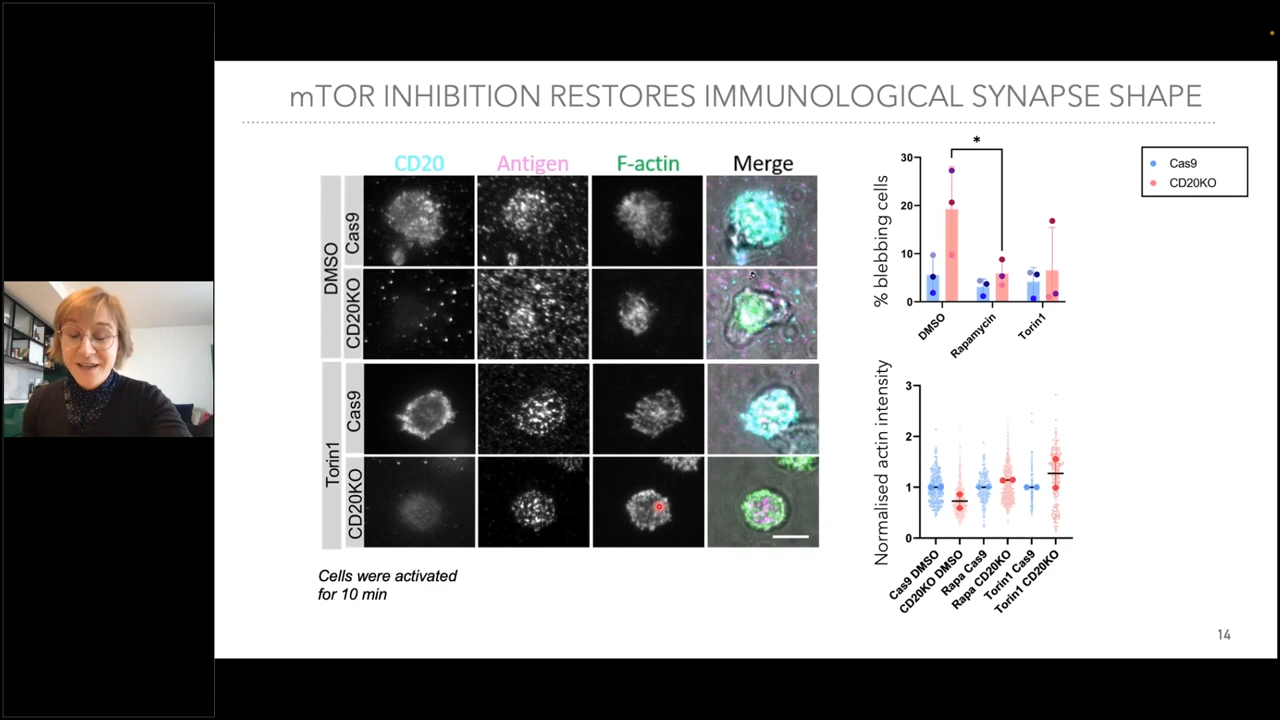 mTOR INHIBITION RESTORES IMMUNOLOGICAL SYNAPSE SHAPE
CD20
Antigen
F-actin
Merge
DMSO
Cas9
CD20KO
Torin1
Cas9
CD20KO
Cells were activated
for 10 min
% blebbing cells
30
20
10
0
*
DMSO
Rapamycin
Torin1
Cas9
CD20KO
Normalised actin intensity
3
2
1
0
Cas9 DMSO
CD20KO DMSO
Rapa Cas9
Rapa CD20KO
Torin1 Cas9
Torin1 CD20KO
14